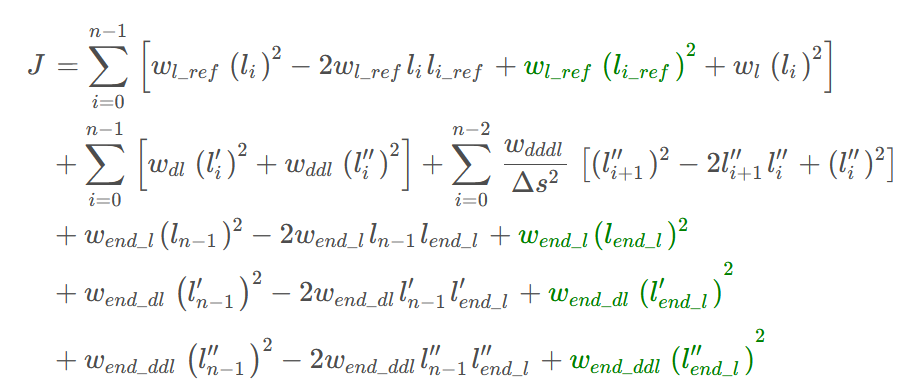 J = \sum_{i=0}^{n-1} \left[ w_{l\_ref} (l_i)^2 - 2w_{l\_ref} l_i l_{i\_ref} + w_{l\_ref} (l_{i\_ref})^2 + w_l (l_i)^2 \right]
+ \sum_{i=0}^{n-1} \left[ w_{dl} (l_i')^2 + w_{ddl} (l_i'')^2 \right] + \sum_{i=0}^{n-2} \frac{w_{dddl}}{\Delta s^2} \left[ (l_{i+1}'')^2 - 2l_{i+1}'' l_i'' + (l_i'')^2 \right]
+ w_{end\_l} (l_{n-1})^2 - 2w_{end\_l} l_{n-1} l_{end\_l} + w_{end\_l} (l_{end\_l})^2
+ w_{end\_dl} (l_{n-1}')^2 - 2w_{end\_dl} l_{n-1}' l_{end\_l}' + w_{end\_dl} (l_{end\_l}')^2
+ w_{end\_ddl} (l_{n-1}'')^2 - 2w_{end\_ddl} l_{n-1}'' l_{end\_l}'' + w_{end\_ddl} (l_{end\_l}'')^2